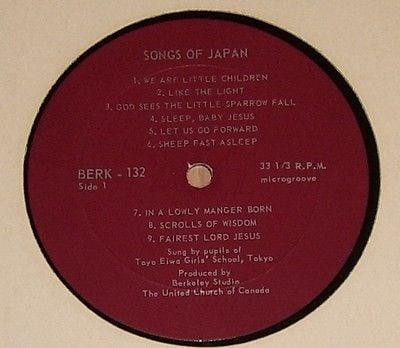 SONGS OF JAPAN
1. WE ARE LITTLE CHILDREN
2. LIKE THE LIGHT
3. GOD SEES THE LITTLE SPARROW FALL
4. SLEEP, BABY JESUS
5. LET US GO FORWARD
6. SHEEP FAST ASLEEP
BERK - 132
Side 1
33 1/3 R.P.M.
microgroove
7. IN A LOWLY MANGER BORN
8. SCROLLS OF WISDOM
9. FAIREST LORD JESUS
Sung by pupils of
Toyo Eiwa Girls' School, Tokyo
Produced by
Berkeley Studio
The United Church of Canada